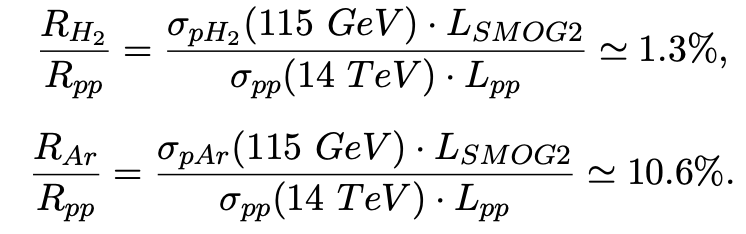 R_{H_2}/R_{pp} = σ_{pH_2}(115 GeV) · L_{SMOG2} / σ_{pp}(14 TeV) · L_{pp} ≃ 1.3%,
R_{Ar}/R_{pp} = σ_{pAr}(115 GeV) · L_{SMOG2} / σ_{pp}(14 TeV) · L_{pp} ≃ 10.6%.